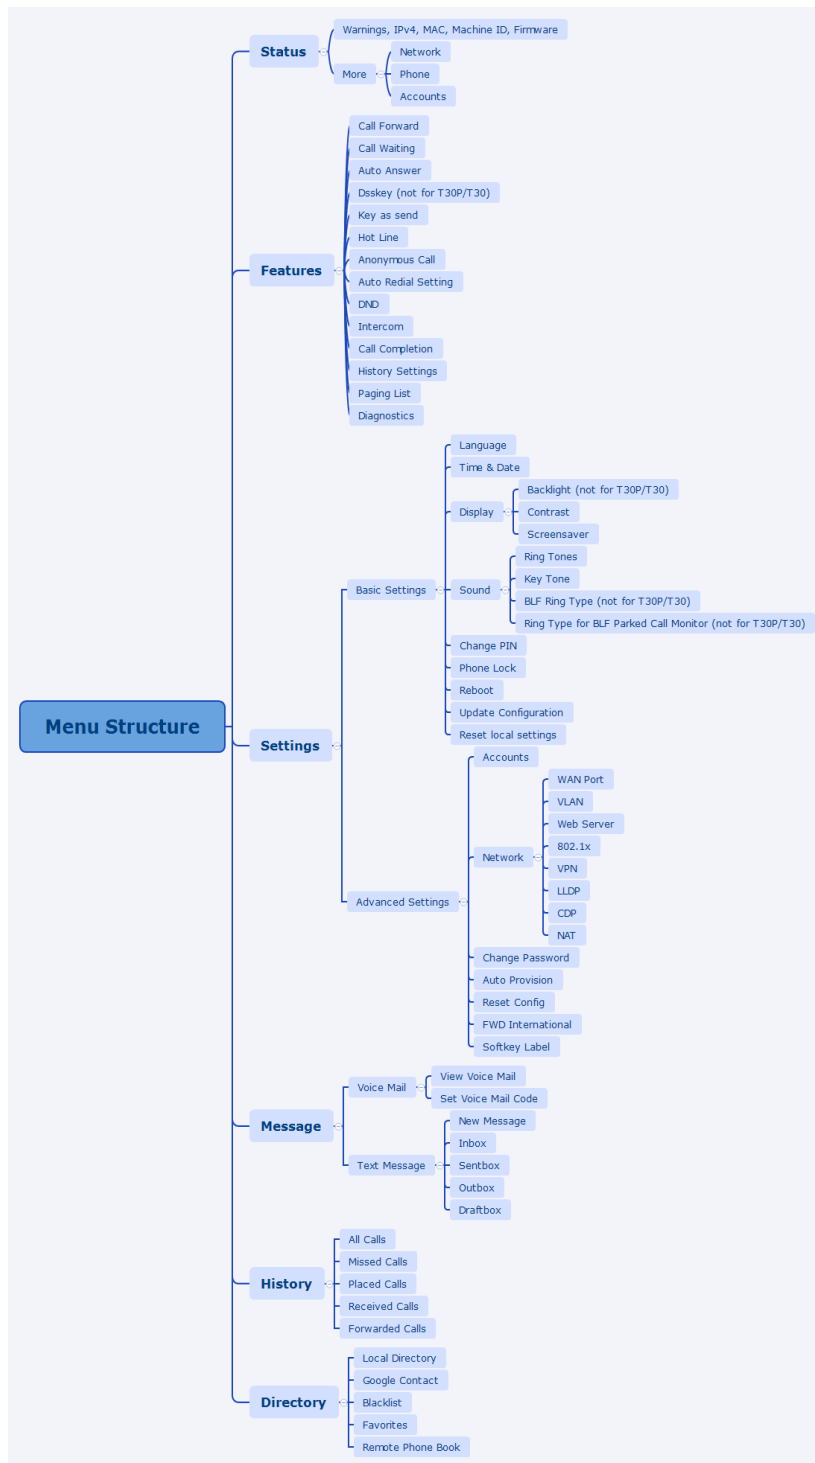 Menu Structure
Status
Warnings, IPv4, MAC, Machine ID, Firmware
More
Network
Phone
Accounts
Features
Call Forward
Call Waiting
Auto Answer
Dsskey (not for T30P/T30)
Key as send
Hot Line
Anonymous Call
Auto Redial Setting
DND
Intercom
Call Completion
History Settings
Paging List
Diagnostics
Settings
Basic Settings
Language
Time & Date
Display
Backlight (not for T30P/T30)
Contrast
Screensaver
Sound
Ring Tones
Key Tone
BLF Ring Type (not for T30P/T30)
Ring Type for BLF Parked Call Monitor (not for T30P/T30)
Change PIN
Phone Lock
Reboot
Update Configuration
Reset local settings
Advanced Settings
Accounts
Network
WAN Port
VLAN
Web Server
802.1x
VPN
LLDP
CDP
NAT
Change Password
Auto Provision
Reset Config
FWD International
Softkey Label
Message
Voice Mail
View Voice Mail
Set Voice Mail Code
Text Message
New Message
Inbox
Sentbox
Outbox
Draftbox
History
All Calls
Missed Calls
Placed Calls
Received Calls
Forwarded Calls
Directory
Local Directory
Google Contact
Blacklist
Favorites
Remote Phone Book